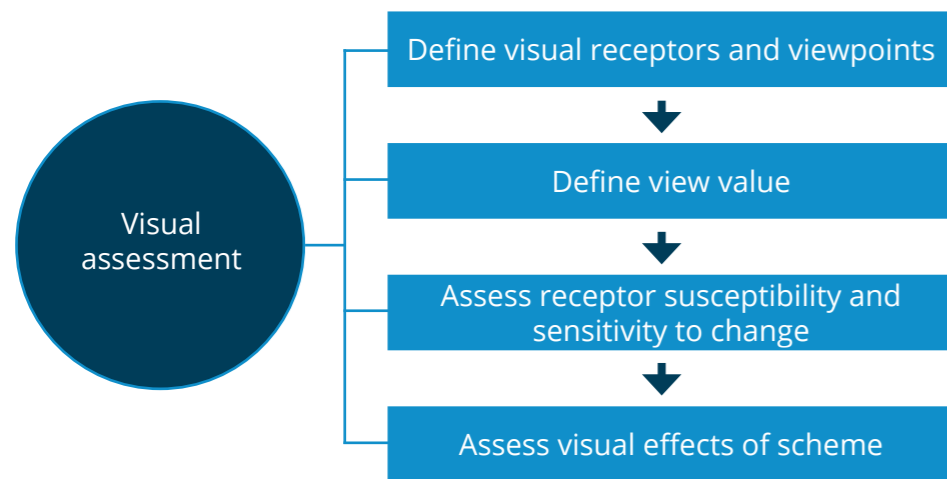 Visual
assessment
Define visual receptors and viewpoints
Define view value
Assess receptor susceptibility and
sensitivity to change
Assess visual effects of scheme